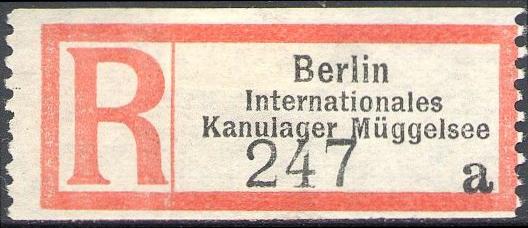 R
Berlin
Internationales
Kanulager Müggelsee
247 a